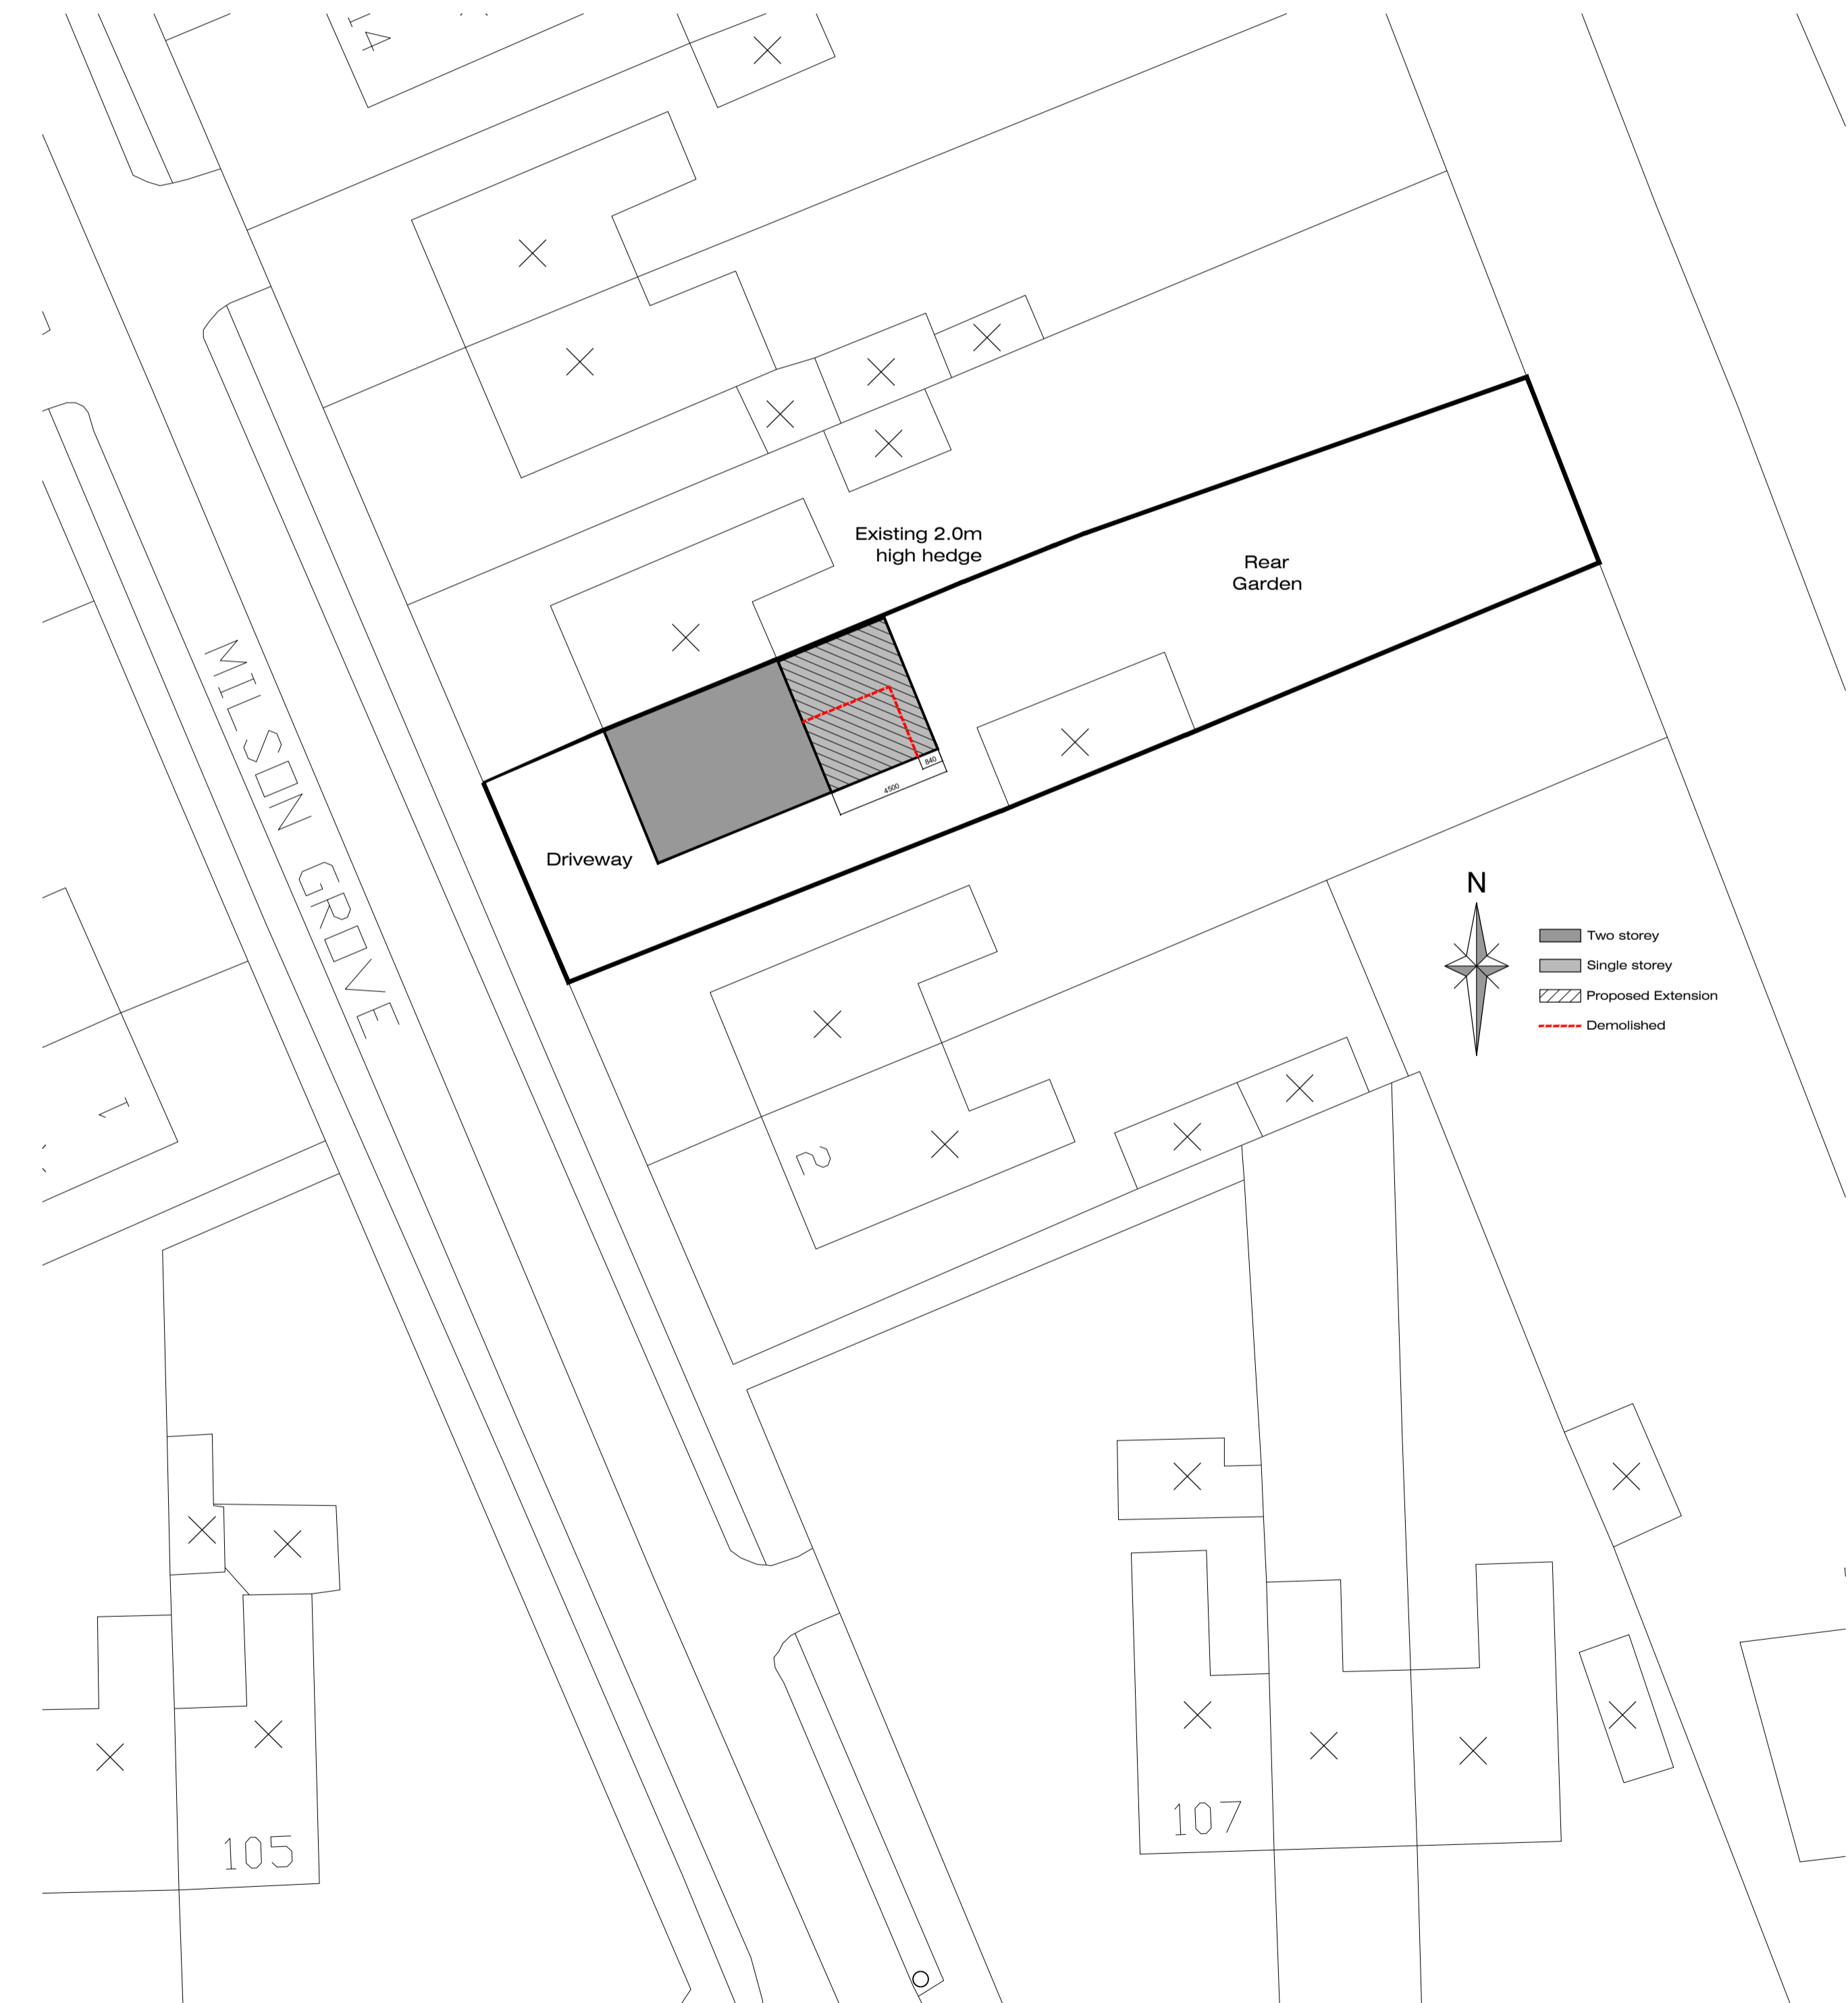 14
Existing 2.0m
high hedge
Rear
Garden
MILSON GROVE
840
4500
Driveway
N
Two storey
Single storey
Proposed Extension
Demolished
1
2
105
107